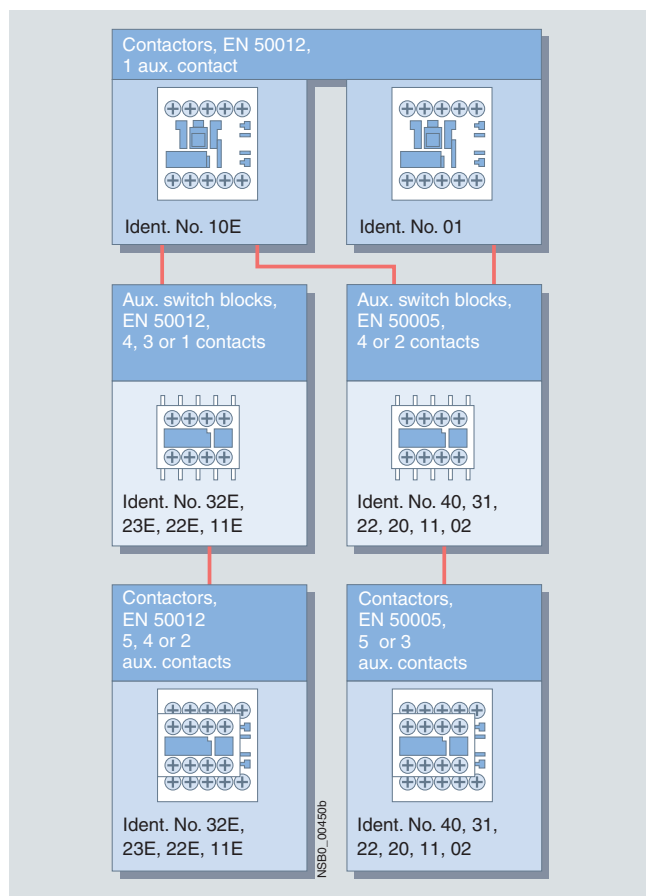 Contactors, EN 50012,
1 aux. contact
Ident. No. 10E
Ident. No. 01
Aux. switch blocks,
EN 50012,
4, 3 or 1 contacts
Ident. No. 32E,
23E, 22E, 11E
Aux. switch blocks,
EN 50005,
4 or 2 contacts
Ident. No. 40, 31,
22, 20, 11, 02
Contactors,
EN 50012
5, 4 or 2
aux. contacts
Ident. No. 32E,
23E, 22E, 11E
Contactors,
EN 50005,
5 or 3
aux. contacts
Ident. No. 40, 31,
22, 20, 11, 02
NSB0_00450b